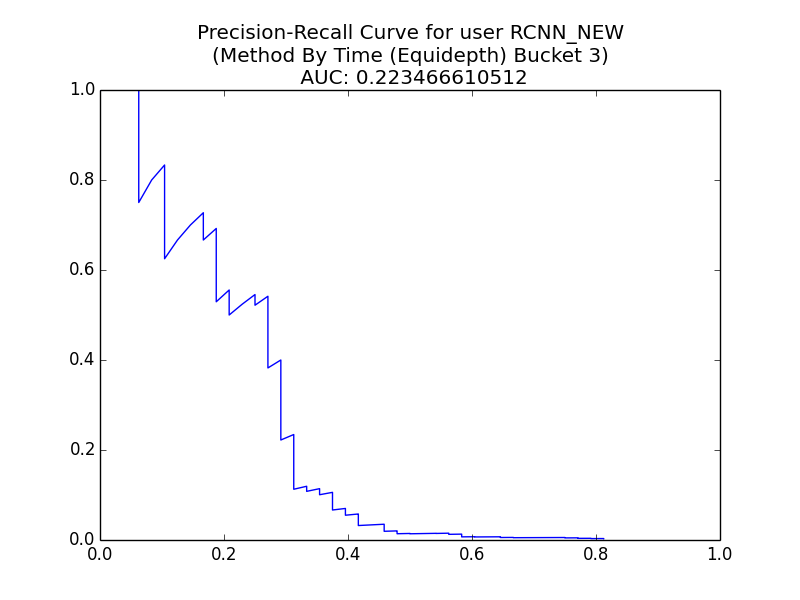 Precision-Recall Curve for user RCNN_NEW
(Method By Time (Equidepth) Bucket 3)
AUC: 0.223466610512
1.0
0.8
0.6
0.4
0.2
0.0
0.0 0.2 0.4 0.6 0.8 1.0